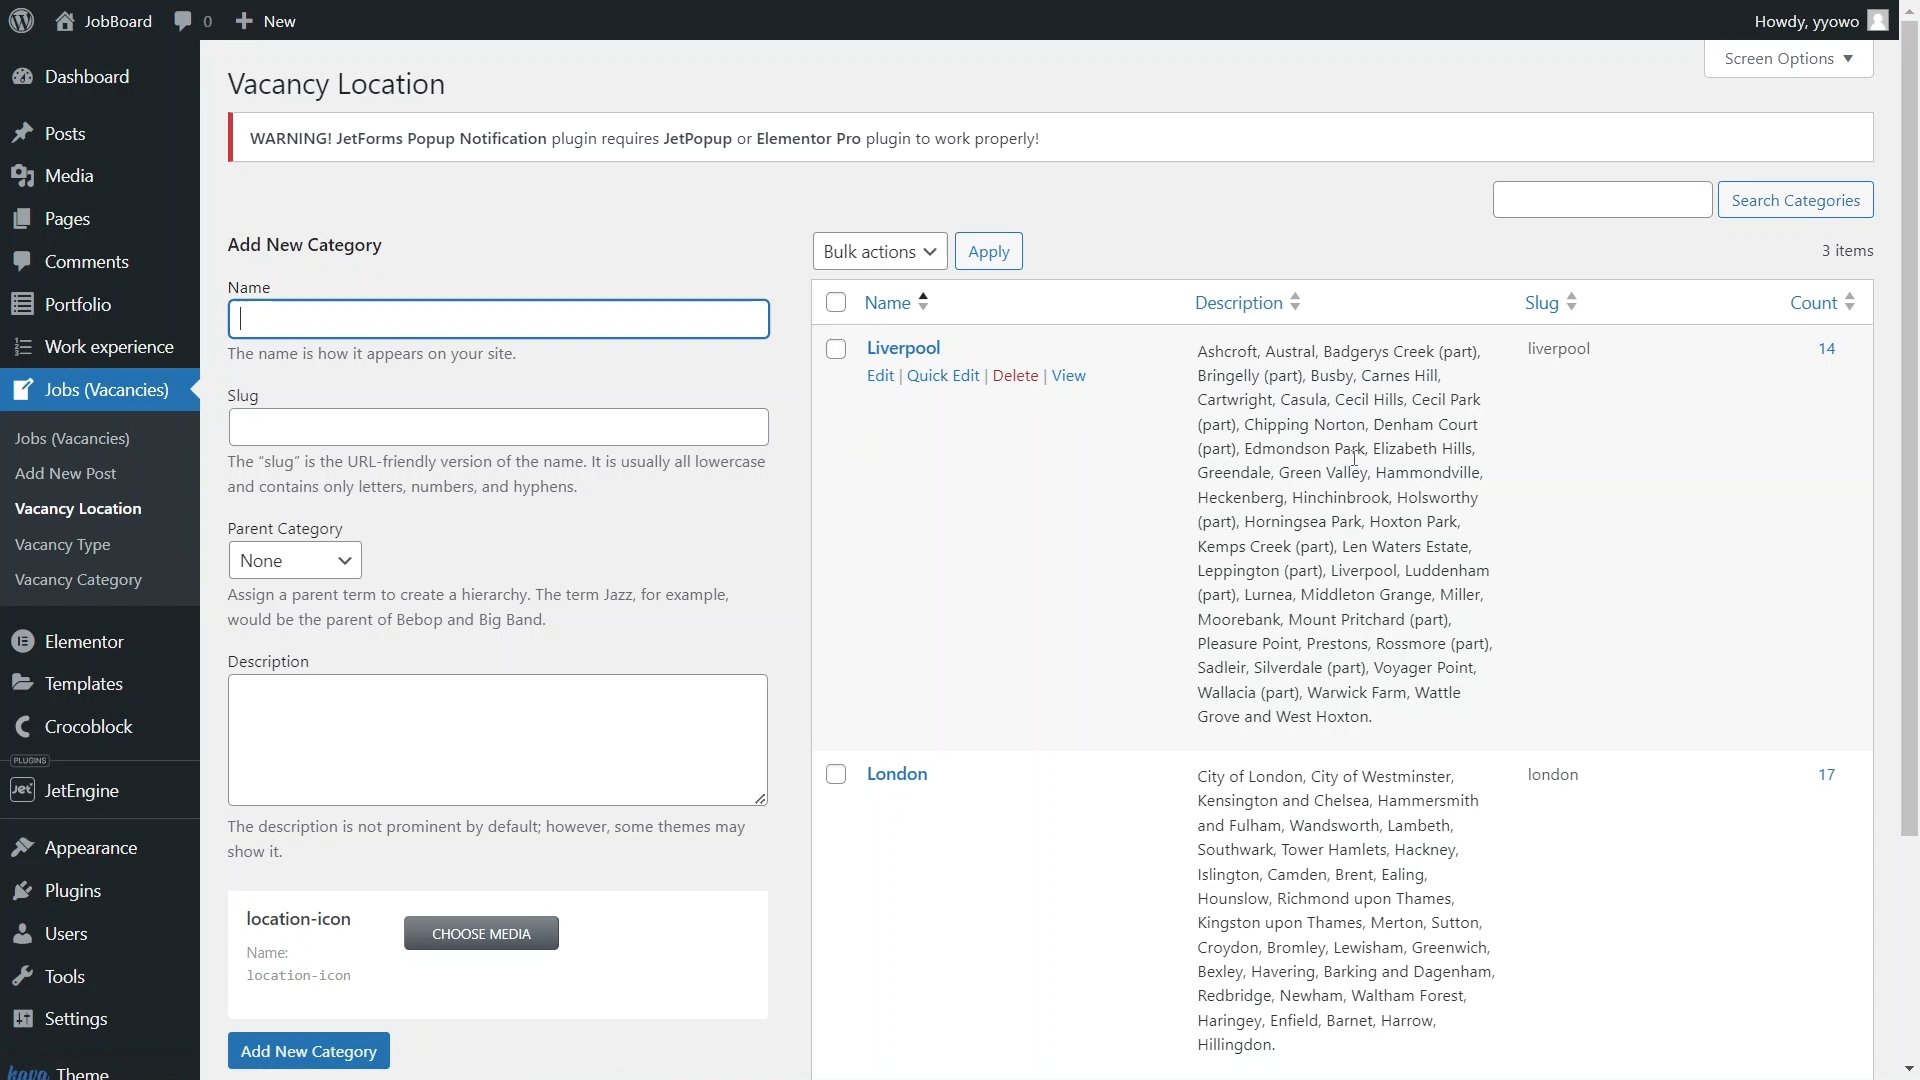 JobBoard
0
New
Howdy, yyowo
Screen Options
Dashboard
Posts
Media
Pages
Comments
Portfolio
Work experience
Jobs (Vacancies)
Jobs (Vacancies)
Add New Post
Vacancy Location
Vacancy Type
Vacancy Category
Elementor
Templates
Crocoblock
PLUGINS
Jet
JetEngine
Appearance
Plugins
Users
Tools
Settings
kava Theme
Vacancy Location
WARNING! JetForms Popup Notification plugin requires JetPopup or Elementor Pro plugin to work properly!
Search Categories
Add New Category
Name
The name is how it appears on your site.
Slug
The “slug” is the URL-friendly version of the name. It is usually all lowercase
and contains only letters, numbers, and hyphens.
Parent Category
None
Assign a parent term to create a hierarchy. The term Jazz, for example,
would be the parent of Bebop and Big Band.
Description
The description is not prominent by default; however, some themes may
show it.
location-icon
CHOOSE MEDIA
Name:
location-icon
Add New Category
Bulk actions
Apply
3 items
Name
Description
Slug
Count
Liverpool
Edit | Quick Edit | Delete | View
Ashcroft, Austral, Badgerys Creek (part),
Bringelly (part), Busby, Carnes Hill,
Cartwright, Casula, Cecil Hills, Cecil Park
(part), Chipping Norton, Denham Court
(part), Edmondson Park, Elizabeth Hills,
Greendale, Green Valley, Hammondville,
Heckenberg, Hinchinbrook, Holsworthy
(part), Horningsea Park, Hoxton Park,
Kemps Creek (part), Len Waters Estate,
Leppington (part), Liverpool, Luddenham
(part), Lurnea, Middleton Grange, Miller,
Moorebank, Mount Pritchard (part),
Pleasure Point, Prestons, Rossmore (part),
Sadleir, Silverdale (part), Voyager Point,
Wallacia (part), Warwick Farm, Wattle
Grove and West Hoxton.
liverpool
14
London
City of London, City of Westminster,
Kensington and Chelsea, Hammersmith
and Fulham, Wandsworth, Lambeth,
Southwark, Tower Hamlets, Hackney,
Islington, Camden, Brent, Ealing,
Hounslow, Richmond upon Thames,
Kingston upon Thames, Merton, Sutton,
Croydon, Bromley, Lewisham, Greenwich,
Bexley, Havering, Barking and Dagenham,
Redbridge, Newham, Waltham Forest,
Haringey, Enfield, Barnet, Harrow,
Hillingdon.
london
17